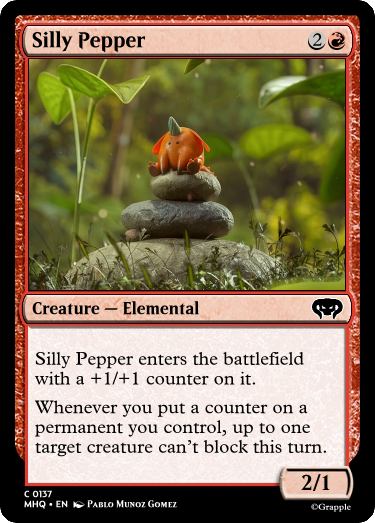 Silly Pepper 2
Creature — Elemental
Silly Pepper enters the battlefield
with a +1/+1 counter on it.
Whenever you put a counter on a
permanent you control, up to one
target creature can't block this turn.
2/1
C 0137
MHQ • EN Pablo Munoz Gomez
©Grapple